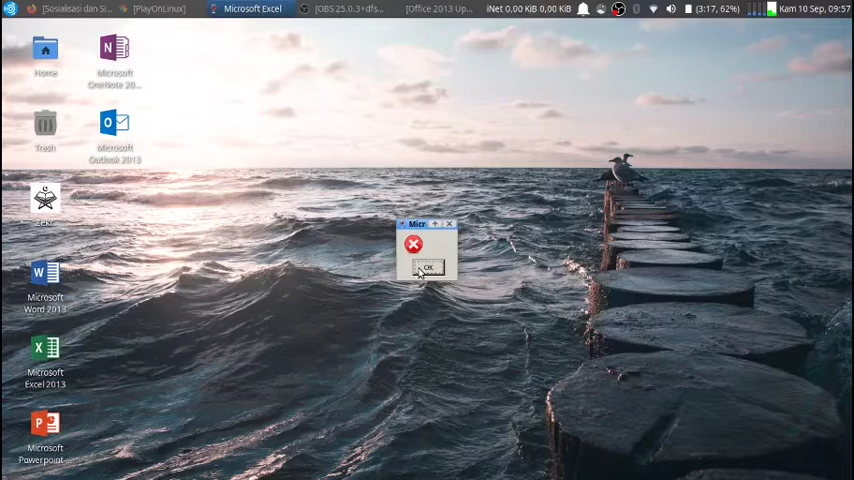 [Sosialisasi dan Si...
[PlayOnLinux]
Microsoft Excel
[OBS 25.0.3+dfs...
[Office 2013 Up...
iNet 0,00 KiB 0,00 KiB
(3:17, 62%)
Kam 10 Sep, 09:57
Home
Microsoft
OneNote 20...
Trash
Microsoft
Outlook 2013
Zekr
Micr
OK
Microsoft
Word 2013
Microsoft
Excel 2013
Microsoft
Powerpoint...